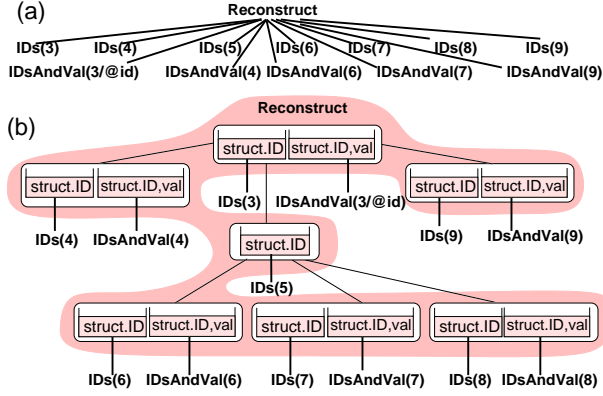 (a)
Reconstruct
IDs(3) IDs(4) IDs(5) IDs(6) IDs(7) IDs(8) IDs(9)
IDsAndVal(3/@id) IDsAndVal(4) IDsAndVal(6) IDsAndVal(7) IDsAndVal(9)
Reconstruct
(b)
struct.ID struct.ID,val
struct.ID struct.ID,val struct.ID struct.ID,val
IDs(3) IDsAndVal(3/@id)
IDs(4) IDsAndVal(4) IDs(9) IDsAndVal(9)
struct.ID
IDs(5)
struct.ID struct.ID,val struct.ID struct.ID,val struct.ID struct.ID,val
IDs(6) IDsAndVal(6) IDs(7) IDsAndVal(7) IDs(8) IDsAndVal(8)